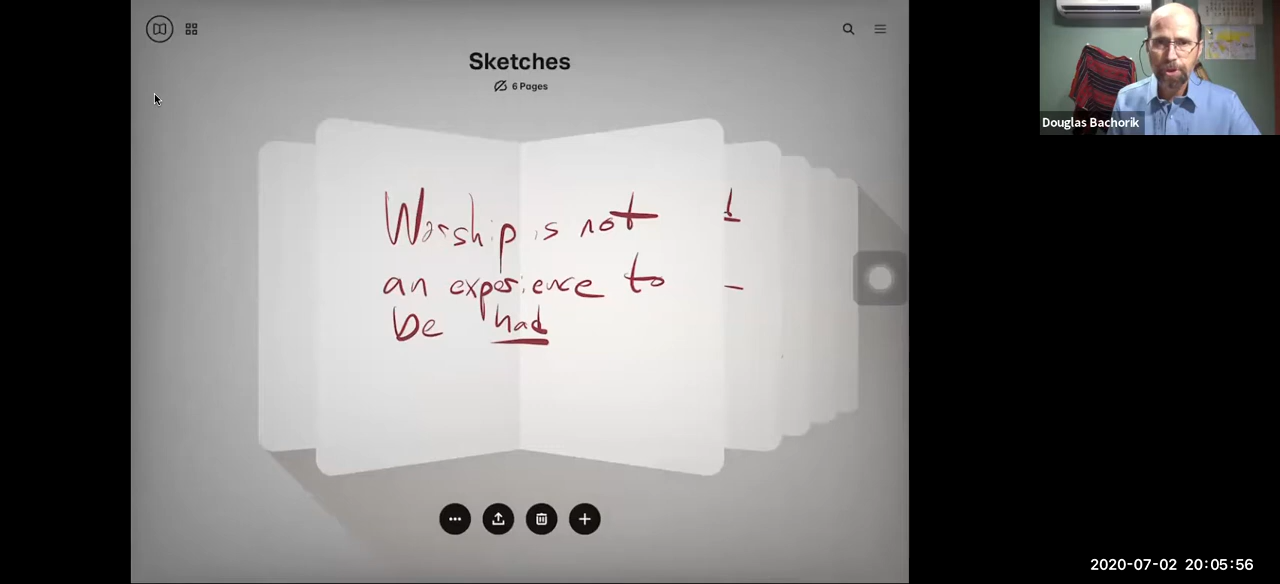 Sketches
6 Pages
Worship is not
an experience to
be had
Douglas Bachorik
2020-07-02 20:05:56